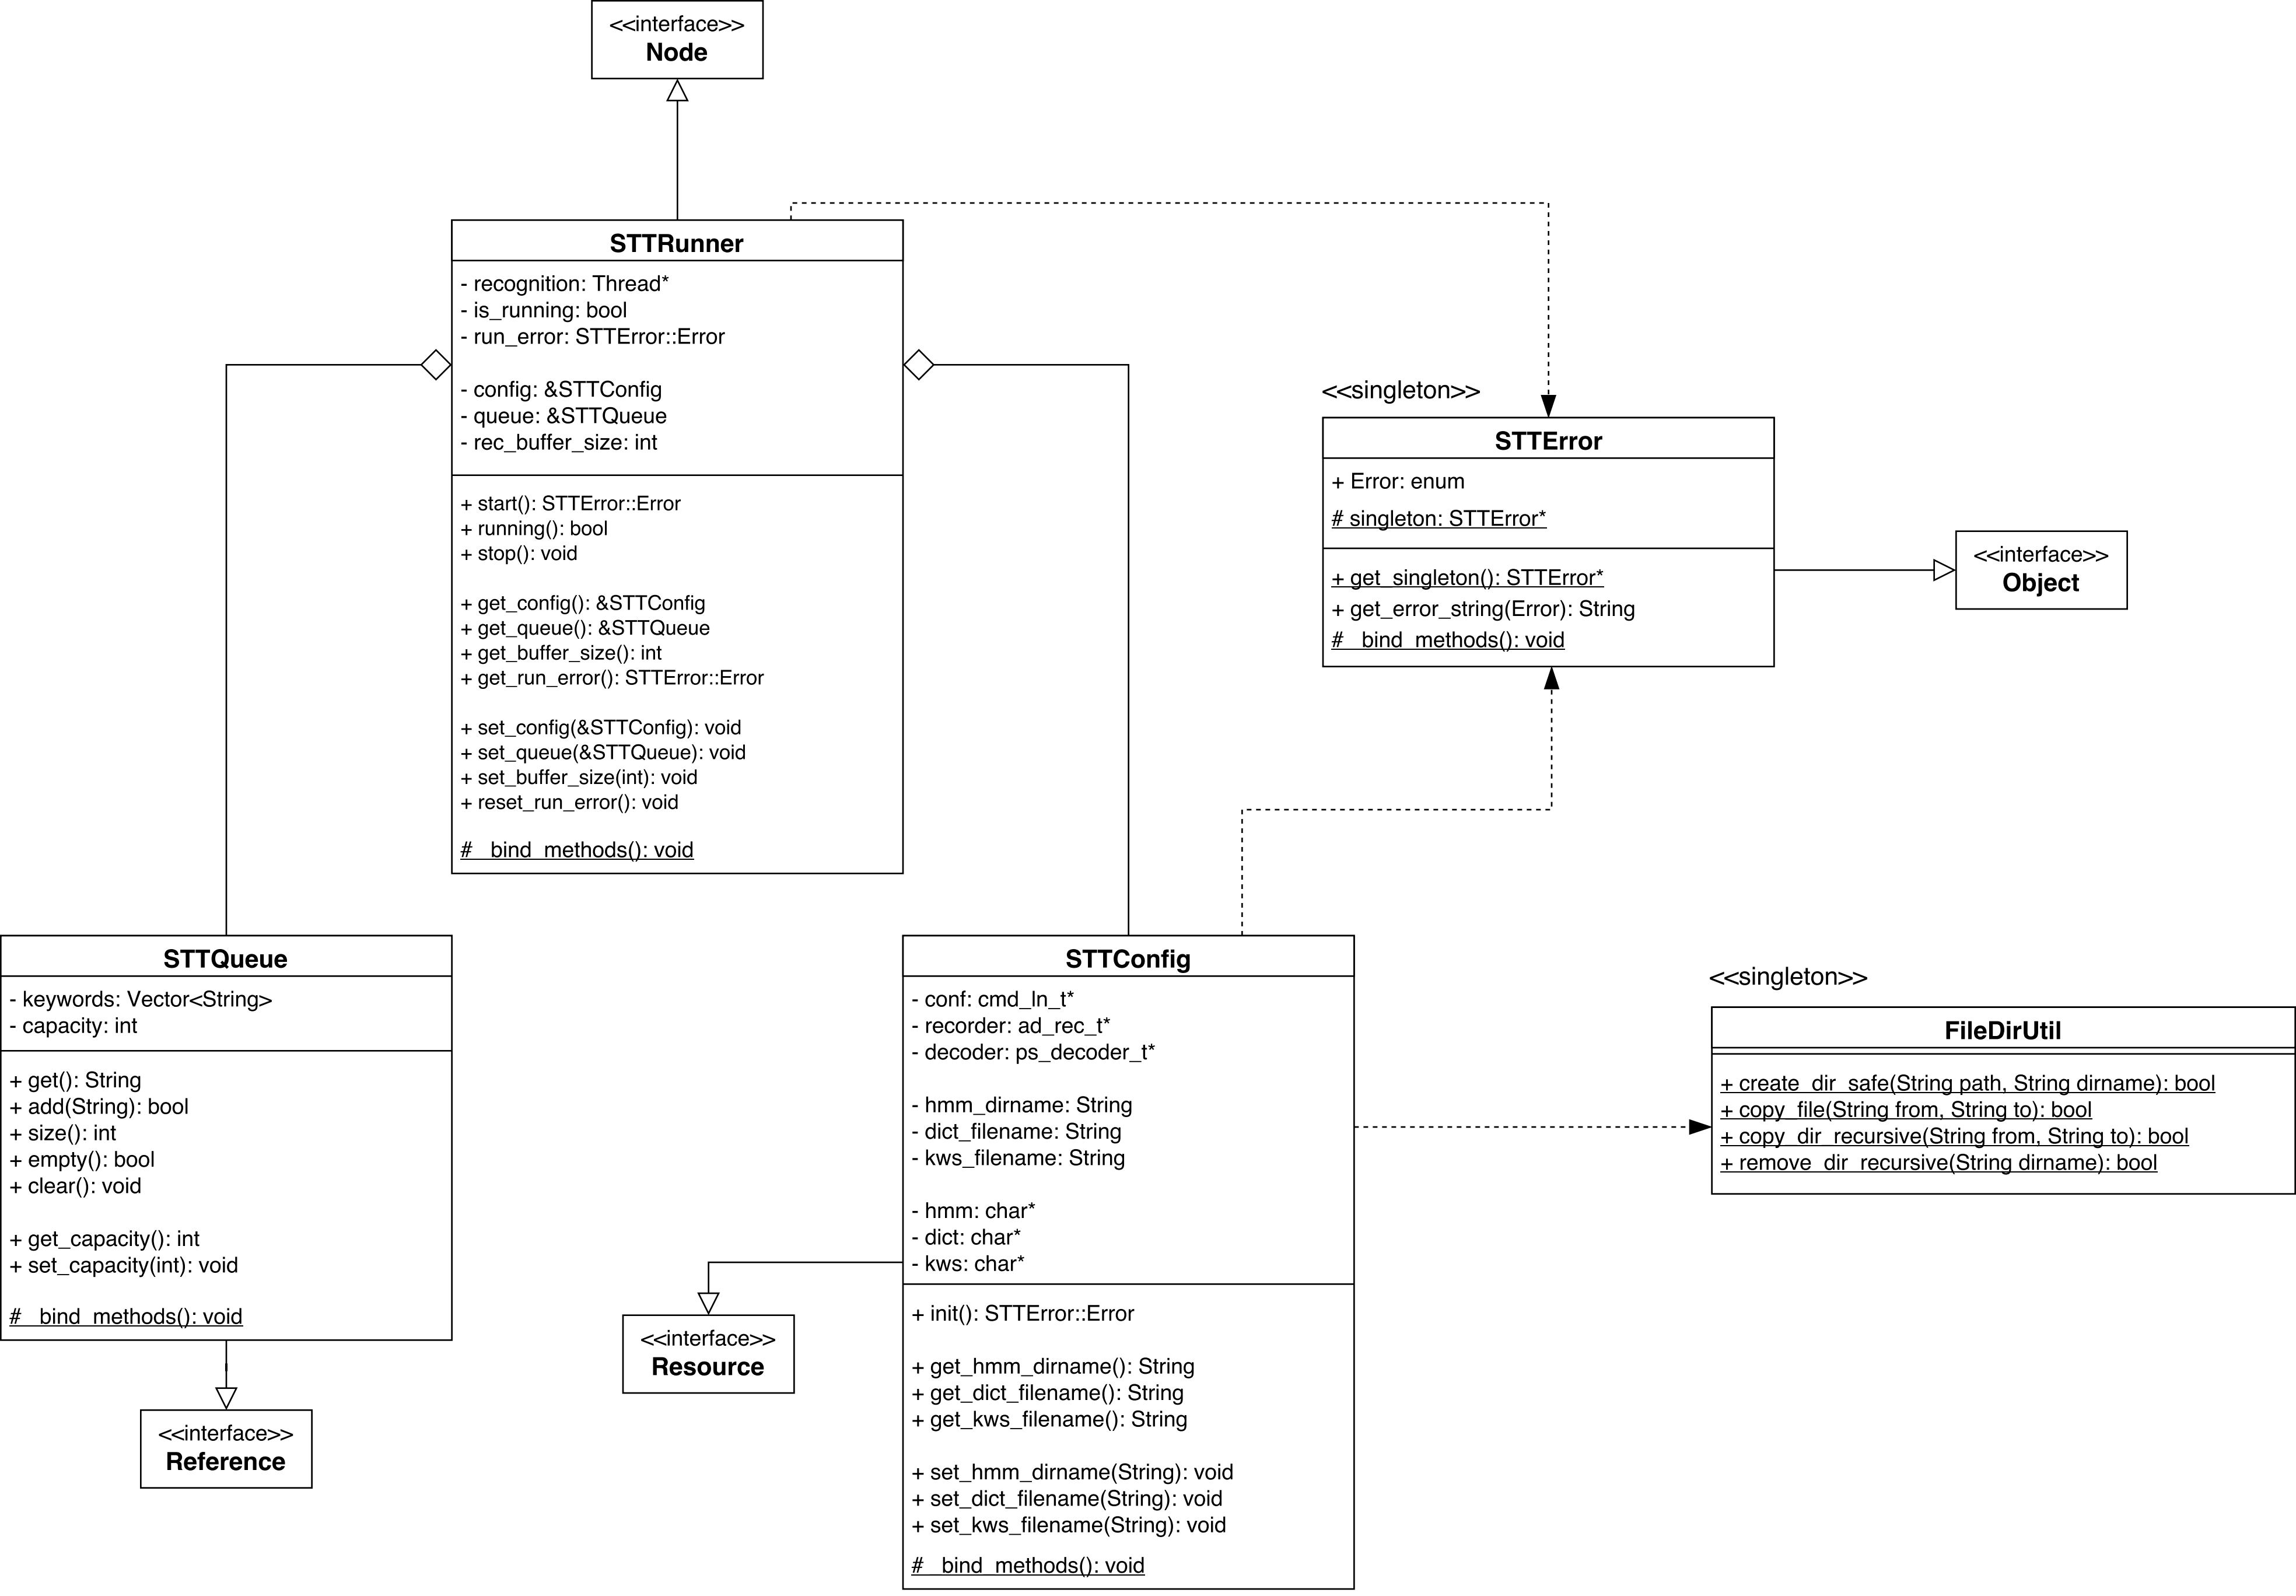 <<interface>>
Node
STTRunner
- recognition: Thread*
- is_running: bool
- run_error: STTError::Error
- config: &STTConfig
- queue: &STTQueue
- rec_buffer_size: int
+ start(): STTError::Error
+ running(): bool
+ stop(): void
+ get_config(): &STTConfig
+ get_queue(): &STTQueue
+ get_buffer_size(): int
+ get_run_error(): STTError::Error
+ set_config(&STTConfig): void
+ set_queue(&STTQueue): void
+ set_buffer_size(int): void
+ reset_run_error(): void
# _bind_methods(): void
<<singleton>>
STTError
+ Error: enum
# singleton: STTError*
+ get_singleton(): STTError*
+ get_error_string(Error): String
# _bind_methods(): void
<<interface>>
Object
STTQueue
- keywords: Vector<String>
- capacity: int
+ get(): String
+ add(String): bool
+ size(): int
+ empty(): bool
+ clear(): void
+ get_capacity(): int
+ set_capacity(int): void
# _bind_methods(): void
<<interface>>
Reference
STTConfig
- conf: cmd_ln_t*
- recorder: ad_rec_t*
- decoder: ps_decoder_t*
- hmm_dirname: String
- dict_filename: String
- kws_filename: String
- hmm: char*
- dict: char*
- kws: char*
+ init(): STTError::Error
+ get_hmm_dirname(): String
+ get_dict_filename(): String
+ get_kws_filename(): String
+ set_hmm_dirname(String): void
+ set_dict_filename(String): void
+ set_kws_filename(String): void
# _bind_methods(): void
<<interface>>
Resource
<<singleton>>
FileDirUtil
+ create_dir_safe(String path, String dirname): bool
+ copy_file(String from, String to): bool
+ copy_dir_recursive(String from, String to): bool
+ remove_dir_recursive(String dirname): bool